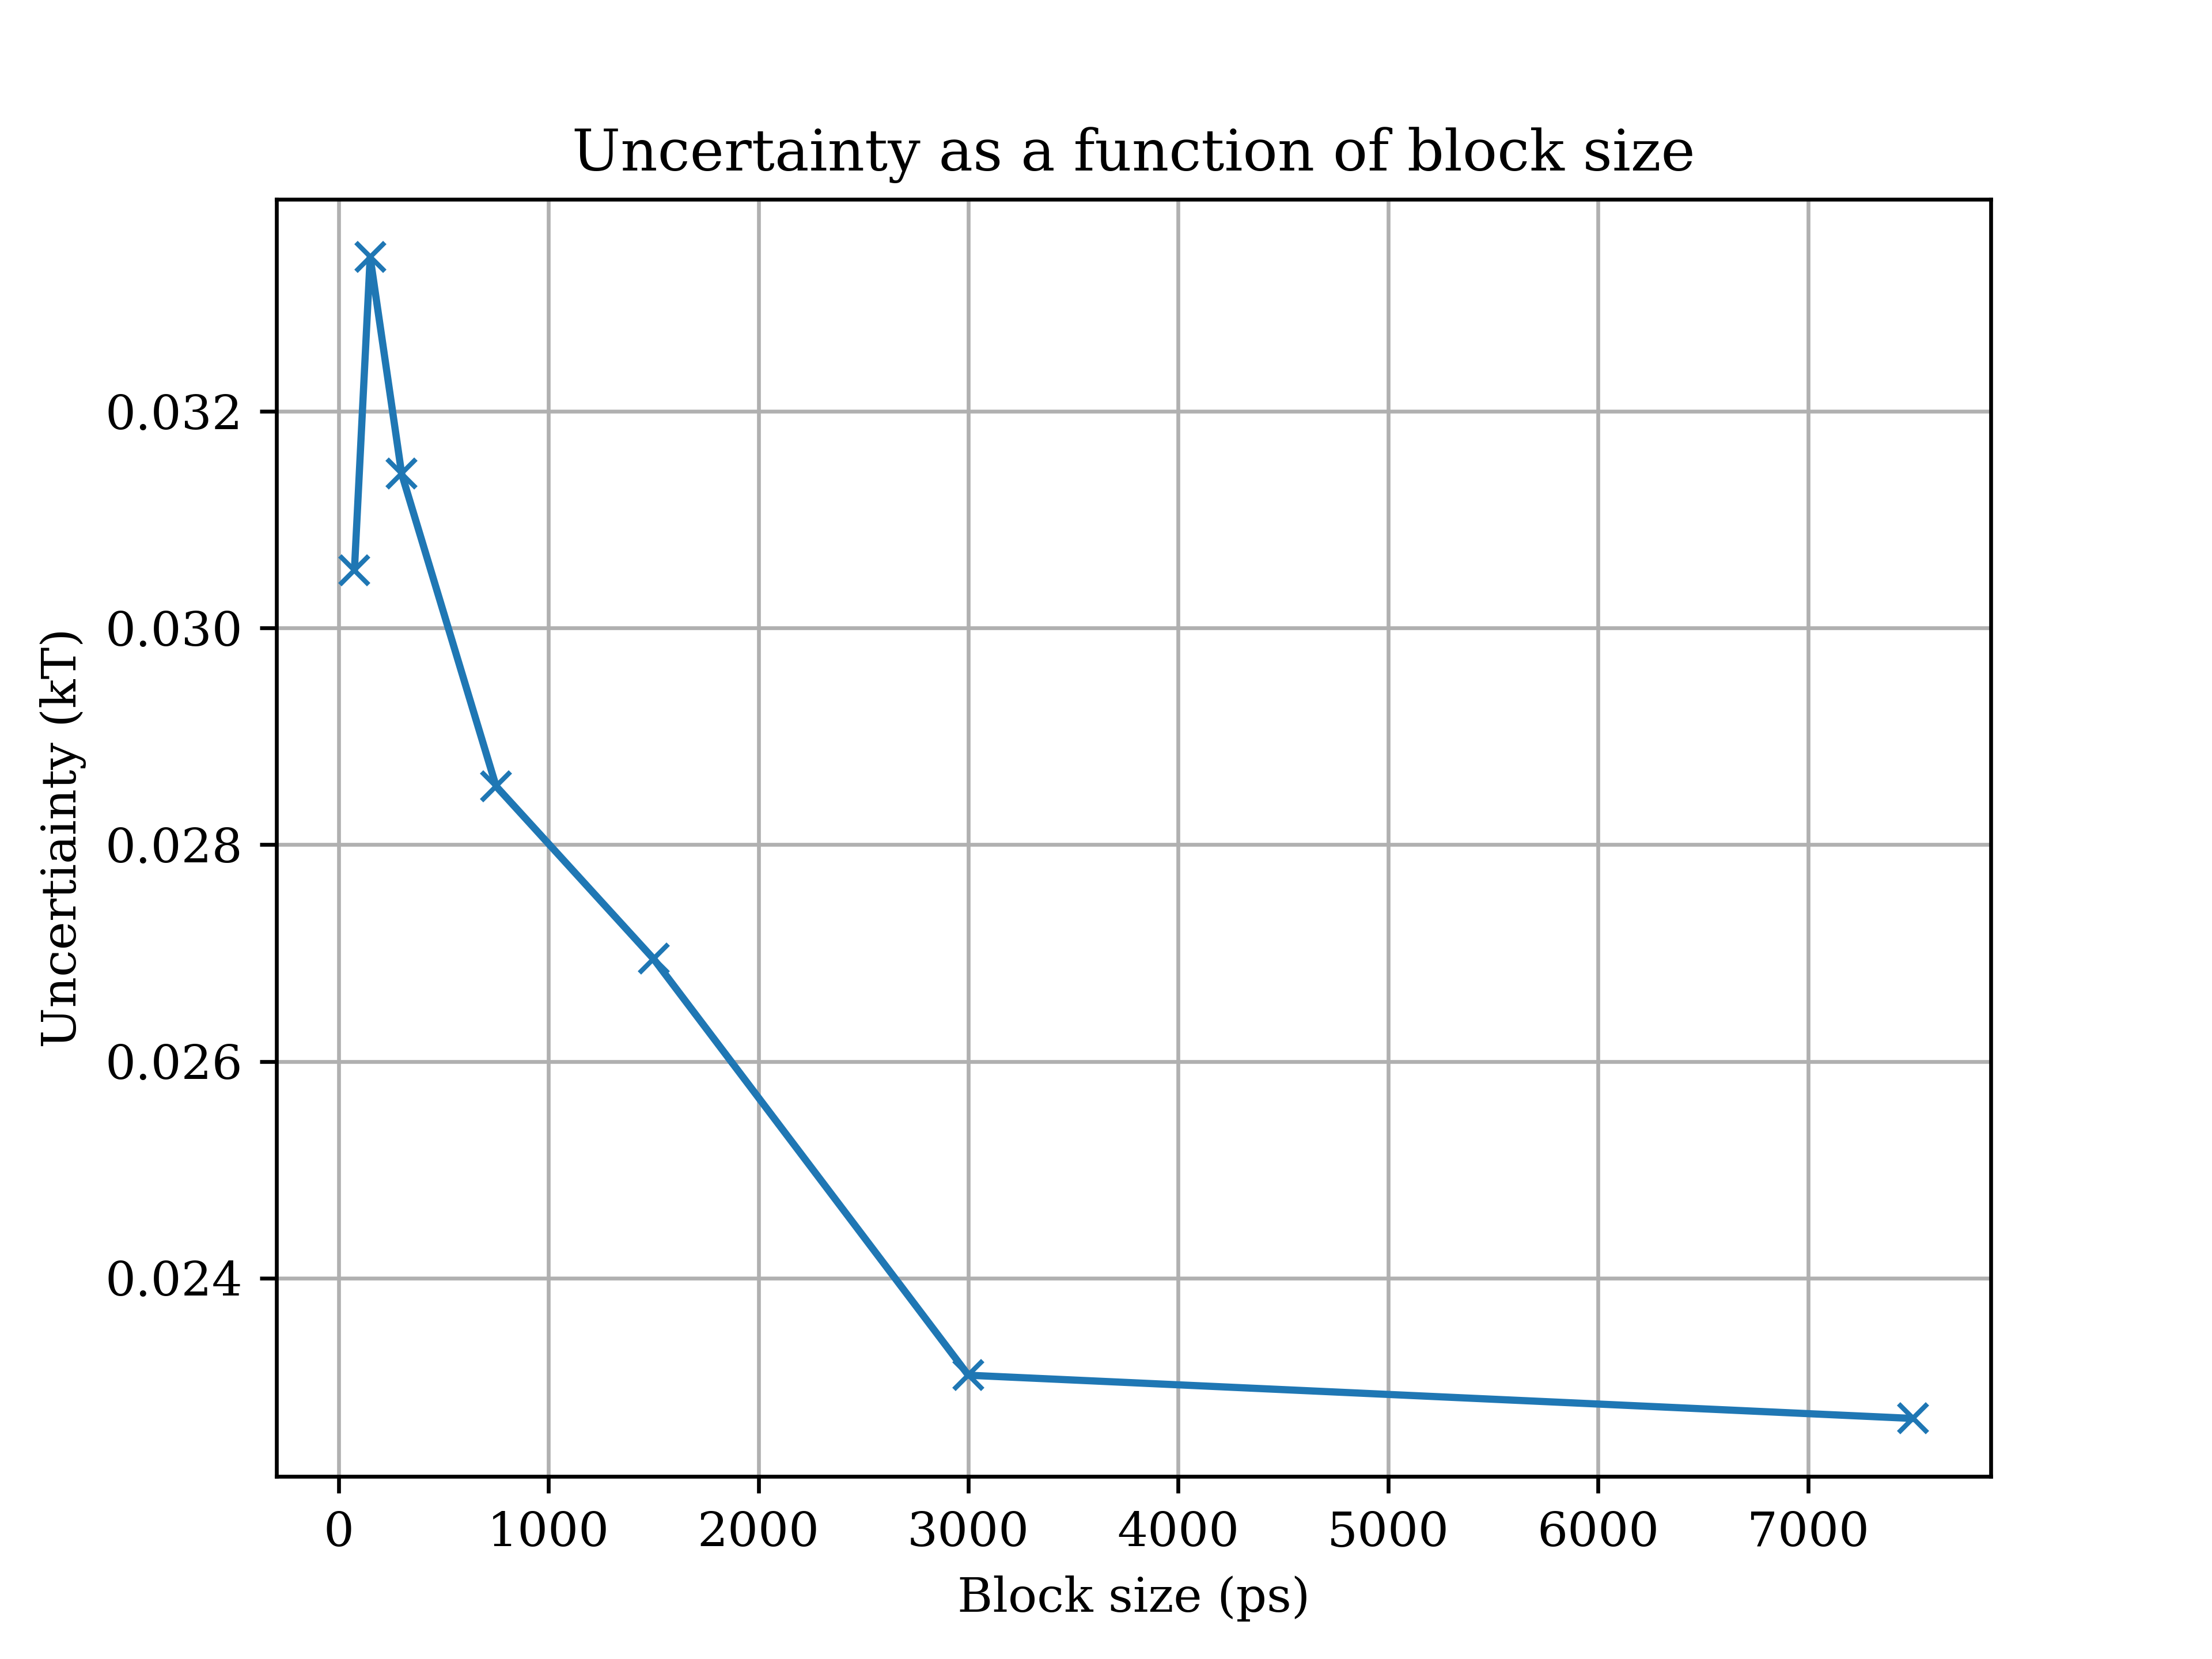 Uncertainty as a function of block size
0.032
0.030
0.028
0.026
0.024
Uncertiainty (kT)
0 1000 2000 3000 4000 5000 6000 7000
Block size (ps)